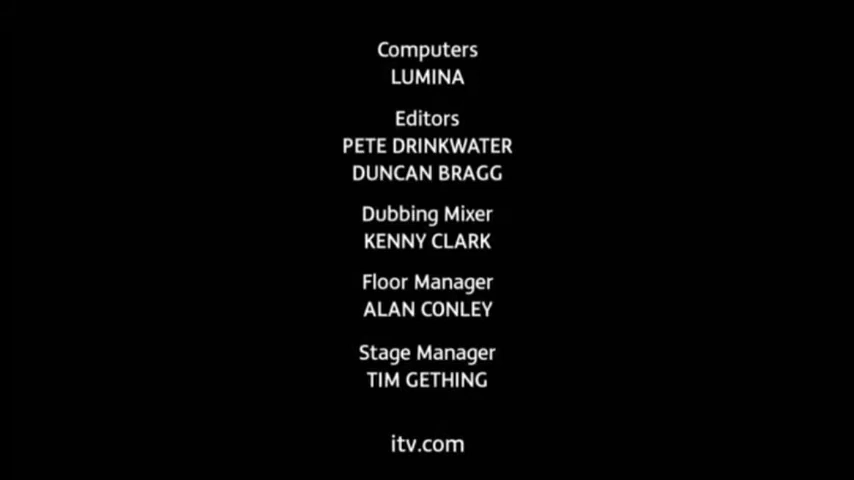 Computers
LUMINA
Editors
PETE DRINKWATER
DUNCAN BRAGG
Dubbing Mixer
KENNY CLARK
Floor Manager
ALAN CONLEY
Stage Manager
TIM GETHING
itv.com